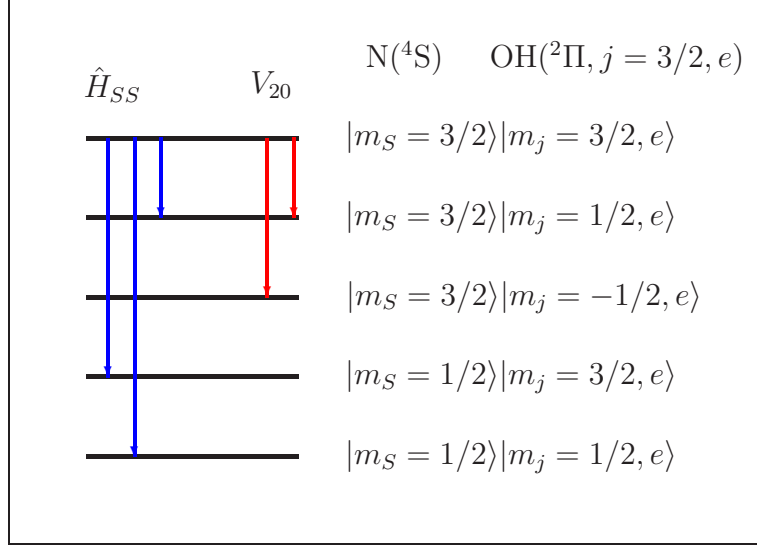 N(⁴S) OH(²Π, j = 3/2, e)
Ĥ_SS V₂₀
|m_S = 3/2⟩|m_j = 3/2, e⟩
|m_S = 3/2⟩|m_j = 1/2, e⟩
|m_S = 3/2⟩|m_j = −1/2, e⟩
|m_S = 1/2⟩|m_j = 3/2, e⟩
|m_S = 1/2⟩|m_j = 1/2, e⟩